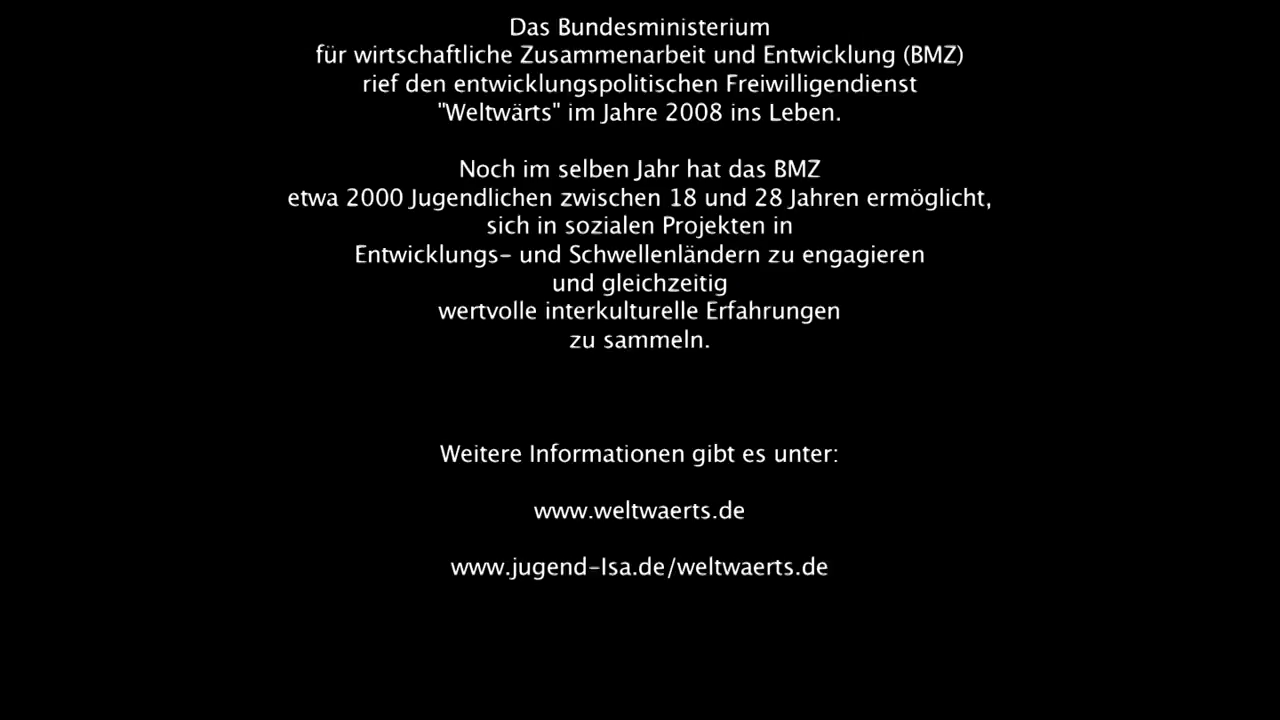 Das Bundesministerium
für wirtschaftliche Zusammenarbeit und Entwicklung (BMZ)
rief den entwicklungspolitischen Freiwilligendienst
"Weltwärts" im Jahre 2008 ins Leben.
Noch im selben Jahr hat das BMZ
etwa 2000 Jugendlichen zwischen 18 und 28 Jahren ermöglicht,
sich in sozialen Projekten in
Entwicklungs- und Schwellenländern zu engagieren
und gleichzeitig
wertvolle interkulturelle Erfahrungen
zu sammeln.
Weitere Informationen gibt es unter:
www.weltwaerts.de
www.jugend-lsa.de/weltwaerts.de